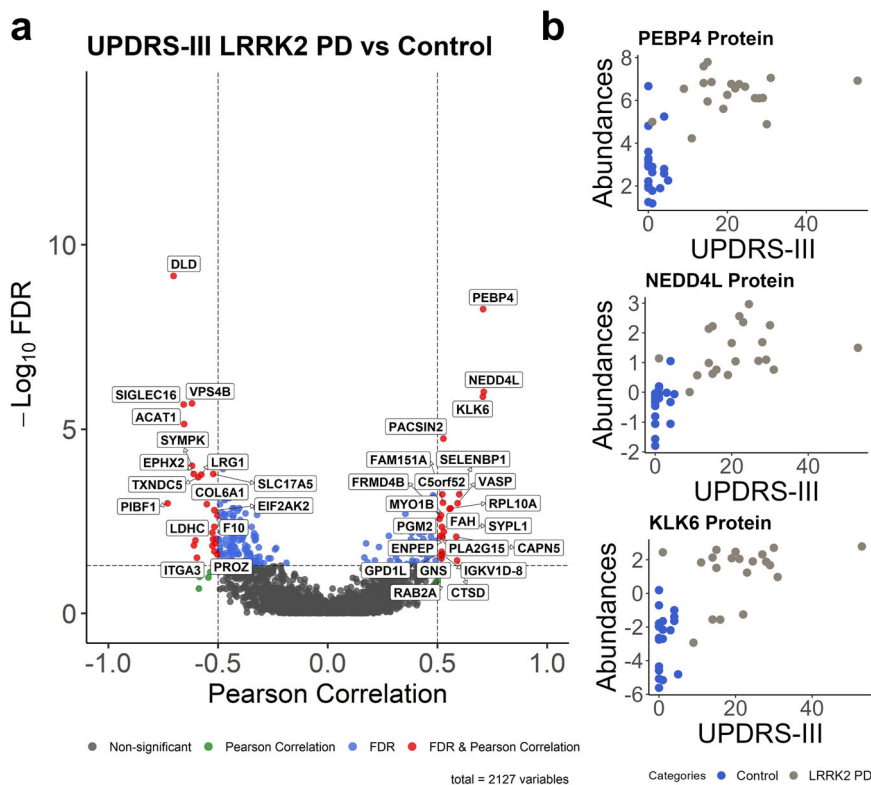 a
UPDRS-III LRRK2 PD vs Control
− Log10 FDR
10
5
0
DLD
PEBP4
NEDD4L
KLK6
SIGLEC16
VPS4B
ACAT1
PACSIN2
SYMPK
FAM151A
SELENBP1
EPHX2
LRG1
FRMD4B
C5orf52
VASP
TXNDC5
SLC17A5
COL6A1
MYO1B
RPL10A
PIBF1
EIF2AK2
LDHC
F10
PGM2
FAH
SYPL1
ENPEP
PLA2G15
CAPN5
ITGA3
PROZ
GPD1L
GNS
IGKV1D-8
RAB2A
CTSD
-1.0
-0.5
0.0
0.5
1.0
Pearson Correlation
Non-significant
Pearson Correlation
FDR
FDR & Pearson Correlation
total = 2127 variables
b
PEBP4 Protein
Abundances
8
6
4
2
0
20
40
UPDRS-III
NEDD4L Protein
Abundances
3
2
1
0
-1
-2
0
20
40
UPDRS-III
KLK6 Protein
Abundances
2
0
-2
-4
-6
0
20
40
UPDRS-III
Categories
Control
LRRK2 PD